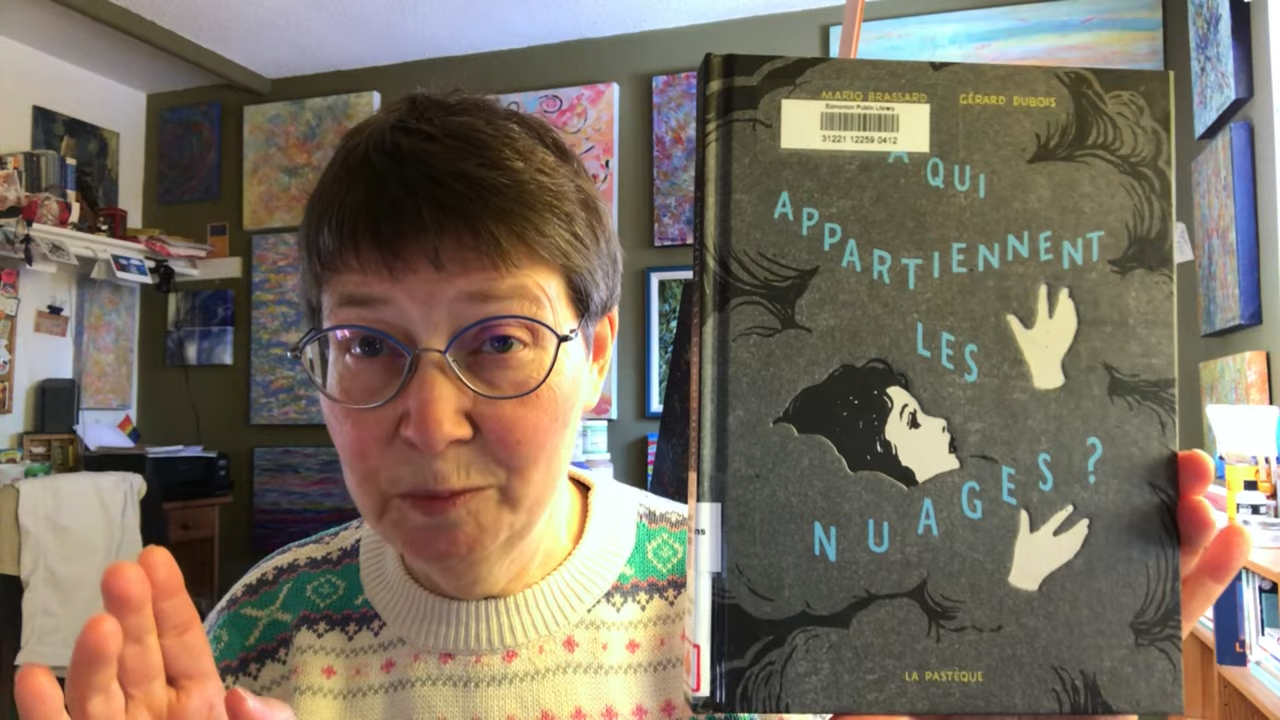 MARIO BRASSARD GÉRARD DUBOIS
Edmonton Public Library
31221 12259 0412
À QUI
APPARTIENNENT
LES
NUAGES ?
LA PASTÈQUE